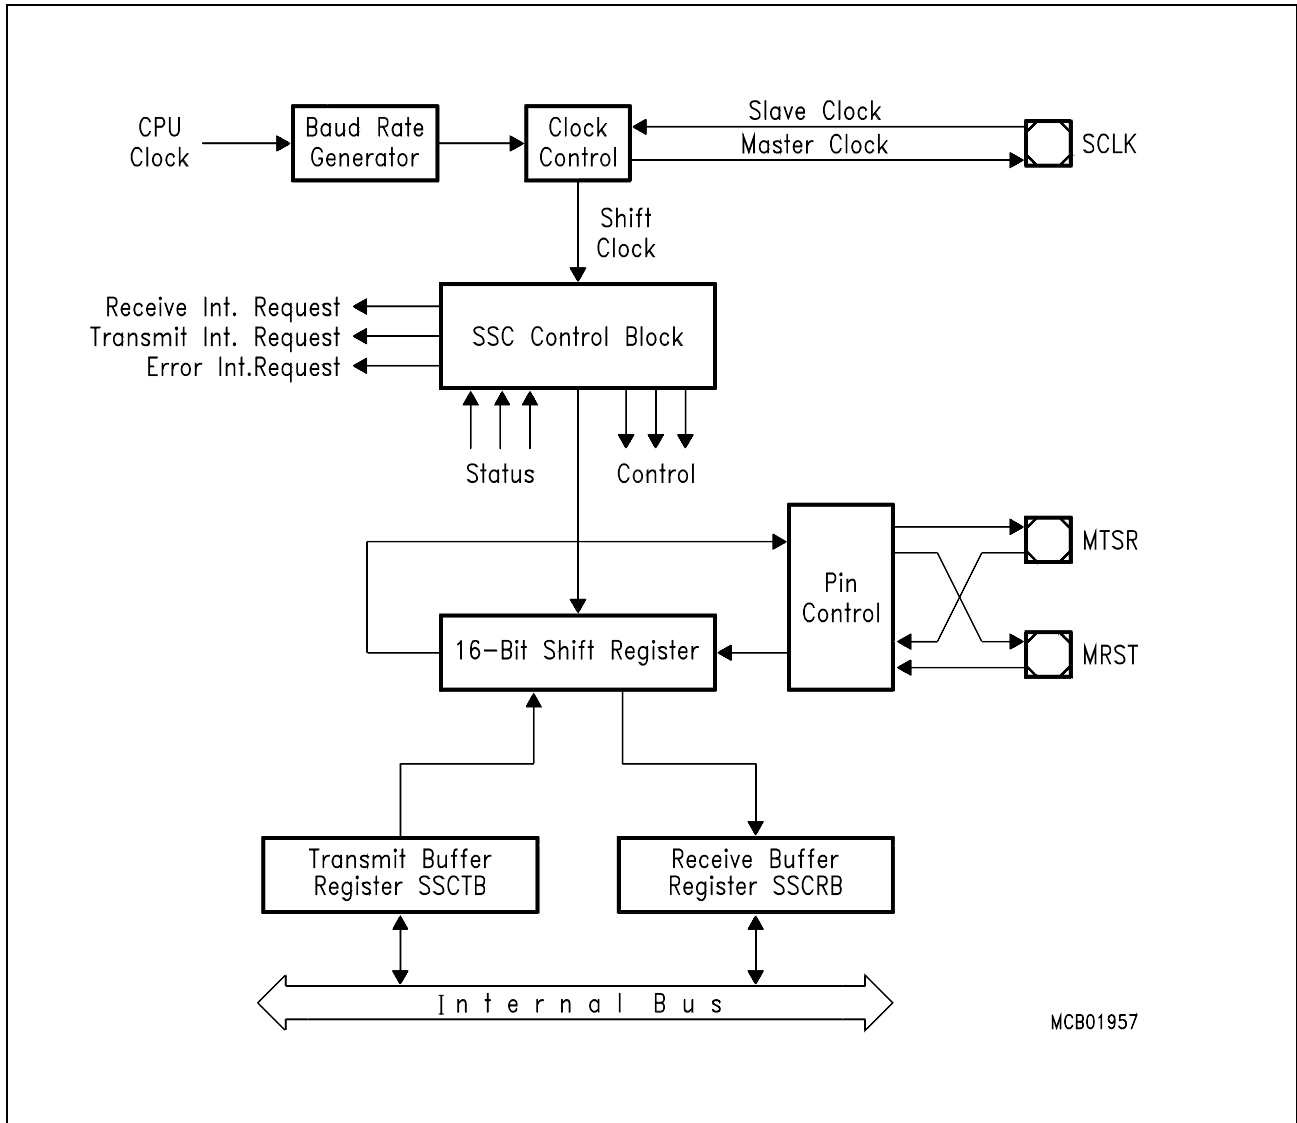 CPU
Clock
Baud Rate
Generator
Clock
Control
Slave Clock
Master Clock
SCLK
Shift
Clock
Receive Int. Request
Transmit Int. Request
Error Int.Request
SSC Control Block
Status
Control
Pin
Control
MTSR
MRST
16-Bit Shift Register
Transmit Buffer
Register SSCTB
Receive Buffer
Register SSCRB
Internal Bus
MCB01957